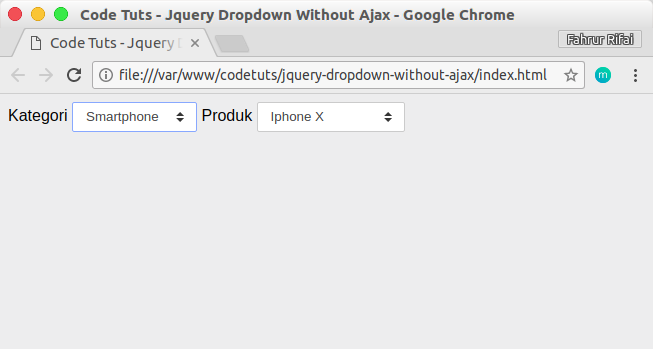 Code Tuts - Jquery Dropdown Without Ajax - Google Chrome
Code Tuts - Jquery D
Fahrur Rifai
file:///var/www/codetuts/jquery-dropdown-without-ajax/index.html
m
Kategori Smartphone Produk Iphone X